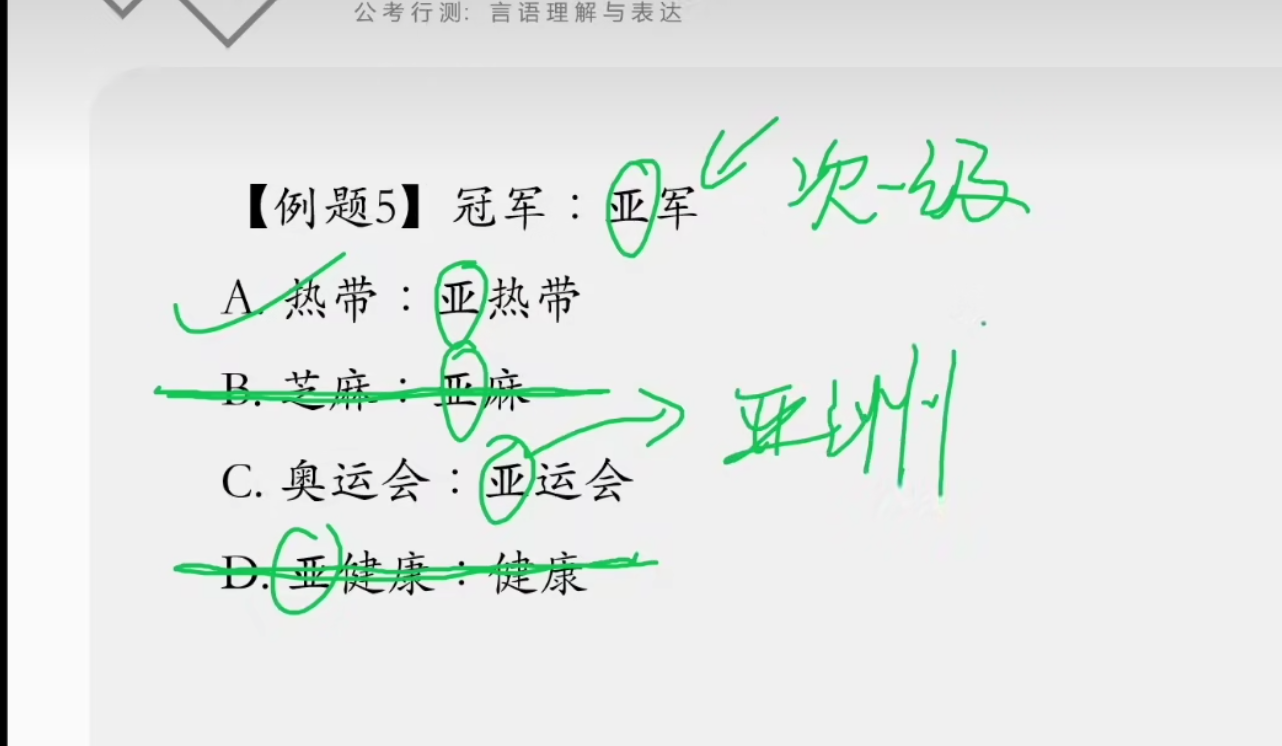 公考行测: 言语理解与表达
【例题5】冠军：亚军 次一级
A. 热带：亚热带
B. 芝麻：亚麻
C. 奥运会：亚运会 亚洲
D. 亚健康：健康